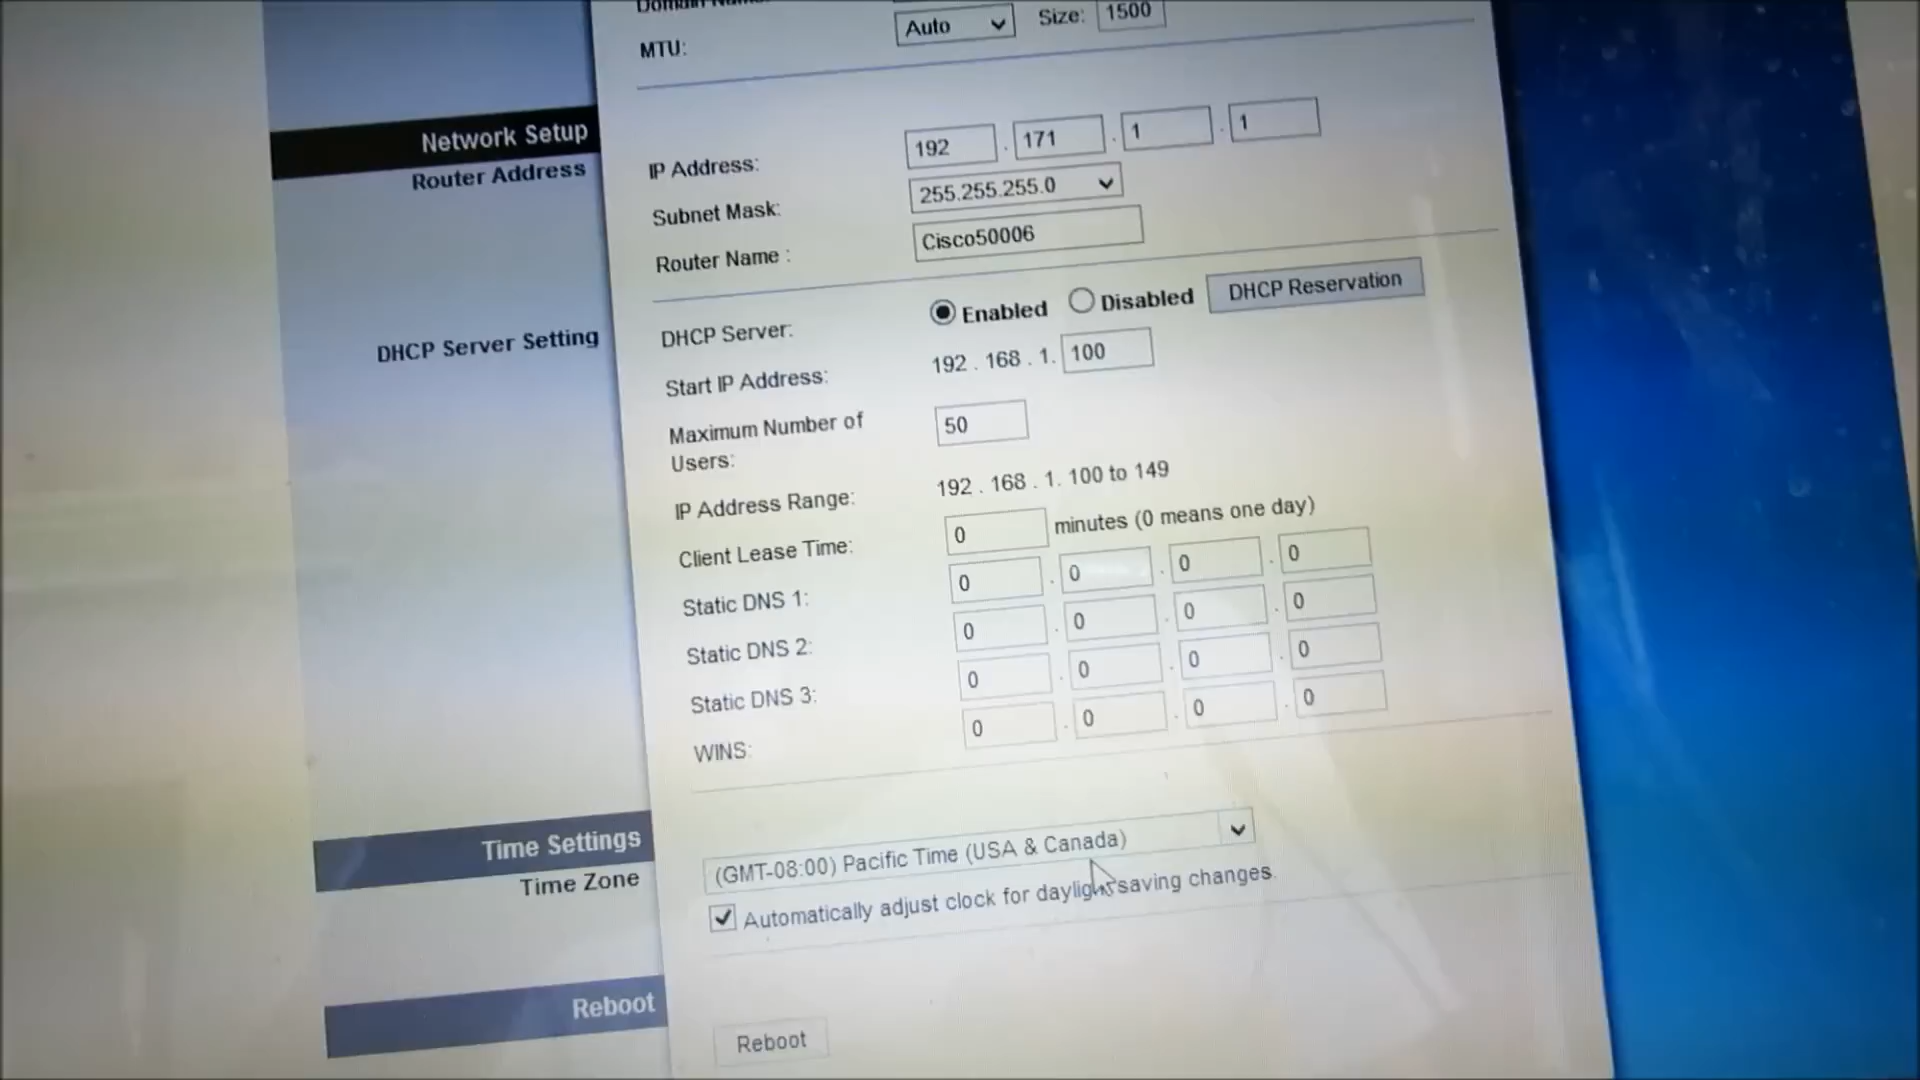 Domain Name:
MTU: Auto Size: 1500
Network Setup
Router Address
IP Address: 192 . 171 . 1 . 1
Subnet Mask: 255.255.255.0
Router Name : Cisco50006
DHCP Server Setting
DHCP Server: Enabled Disabled DHCP Reservation
Start IP Address: 192 . 168 . 1. 100
Maximum Number of
Users: 50
IP Address Range: 192 . 168 . 1. 100 to 149
Client Lease Time: 0 minutes (0 means one day)
Static DNS 1: 0 . 0 . 0 . 0
Static DNS 2: 0 . 0 . 0 . 0
Static DNS 3: 0 . 0 . 0 . 0
WINS: 0 . 0 . 0 . 0
Time Settings
Time Zone
(GMT-08:00) Pacific Time (USA & Canada)
Automatically adjust clock for daylight saving changes.
Reboot
Reboot